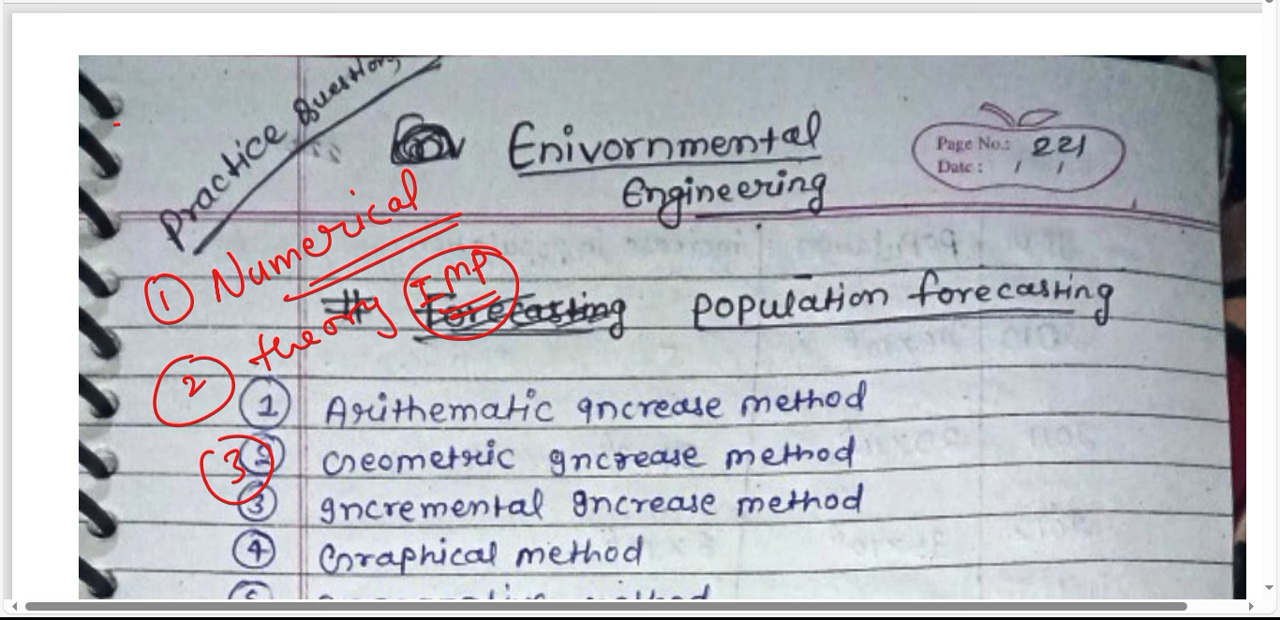 Practice Questions
Enivornmental
Engineering
Page No.: 221
Date :
① Numerical
② theory IMP
# forecasting population forecasting
① Arithematic increase method
③
② Geometric increase method
③ incremental increase method
④ Graphical method